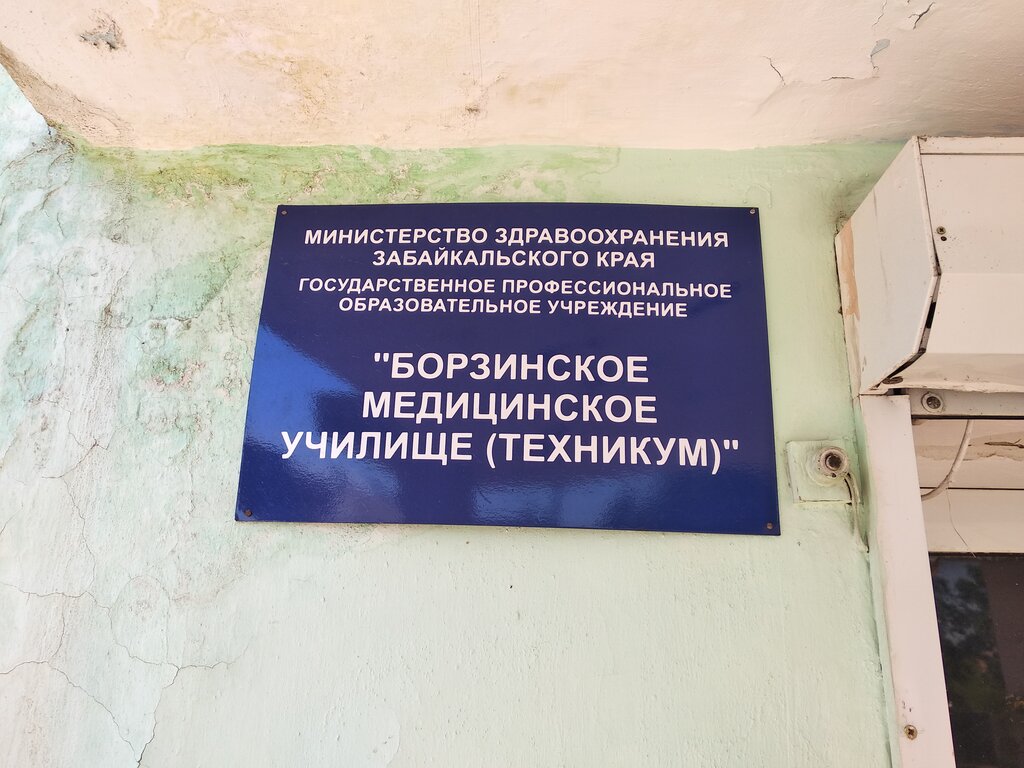 МИНИСТЕРСТВО ЗДРАВООХРАНЕНИЯ
ЗАБАЙКАЛЬСКОГО КРАЯ
ГОСУДАРСТВЕННОЕ ПРОФЕССИОНАЛЬНОЕ
ОБРАЗОВАТЕЛЬНОЕ УЧРЕЖДЕНИЕ
"БОРЗИНСКОЕ
МЕДИЦИНСКОЕ
УЧИЛИЩЕ (ТЕХНИКУМ)"